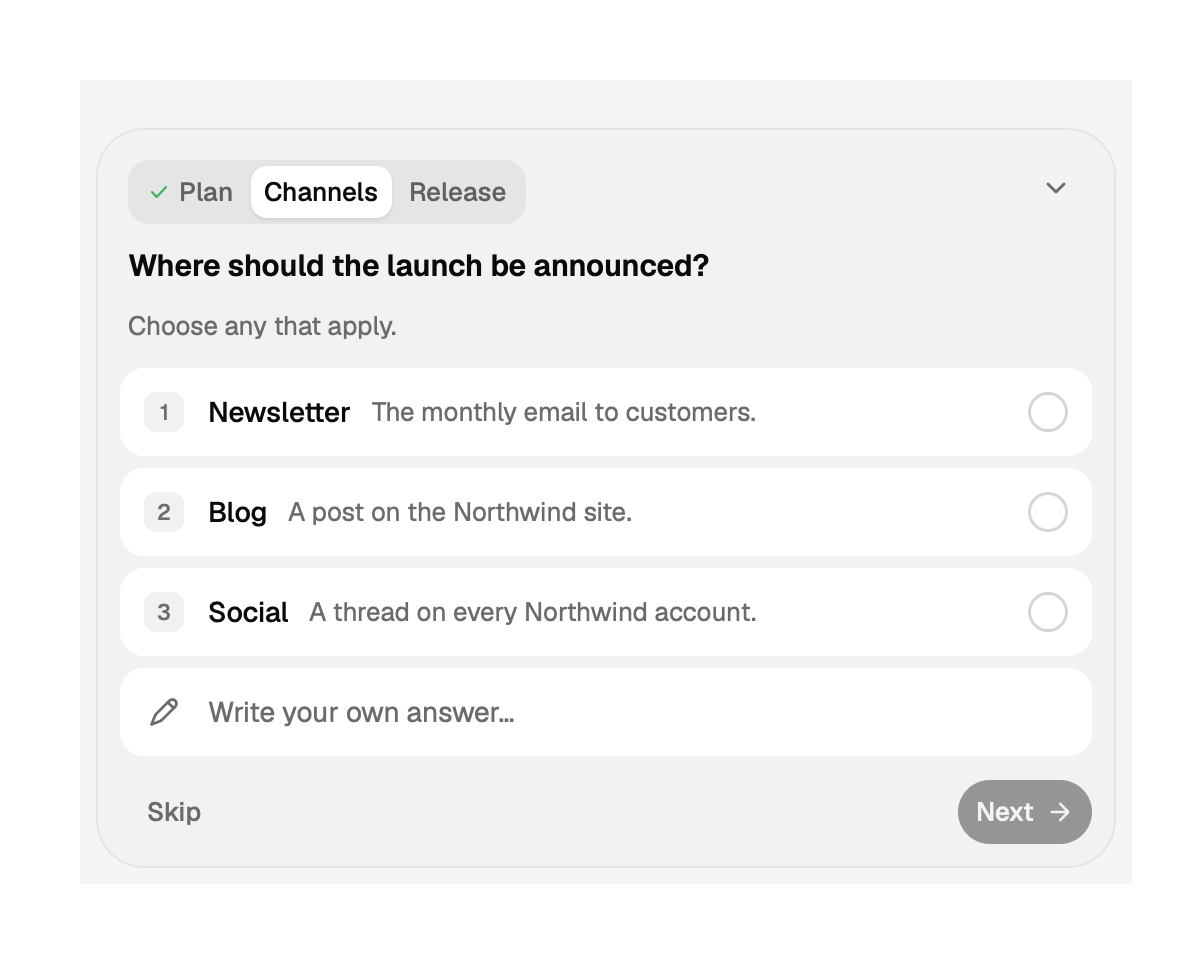 Plan Channels Release
Where should the launch be announced?
Choose any that apply.
1 Newsletter The monthly email to customers.
2 Blog A post on the Northwind site.
3 Social A thread on every Northwind account.
Write your own answer...
Skip Next